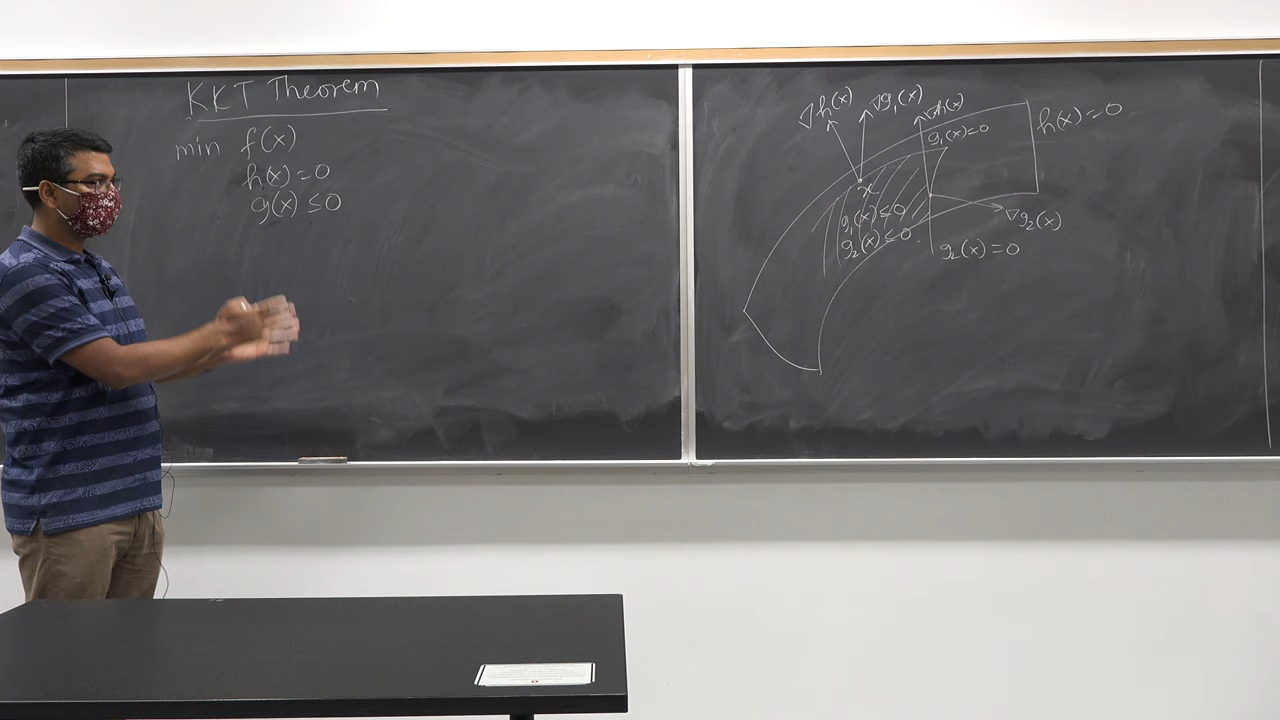 KKT Theorem
min f(x)
h(x) = 0
g(x) ≤ 0
∇h(x)
∇g₁(x)
∇h(x)
g₁(x) = 0
h(x) = 0
x
g₁(x) ≤ 0
g₂(x) ≤ 0
∇g₂(x)
g₂(x) = 0